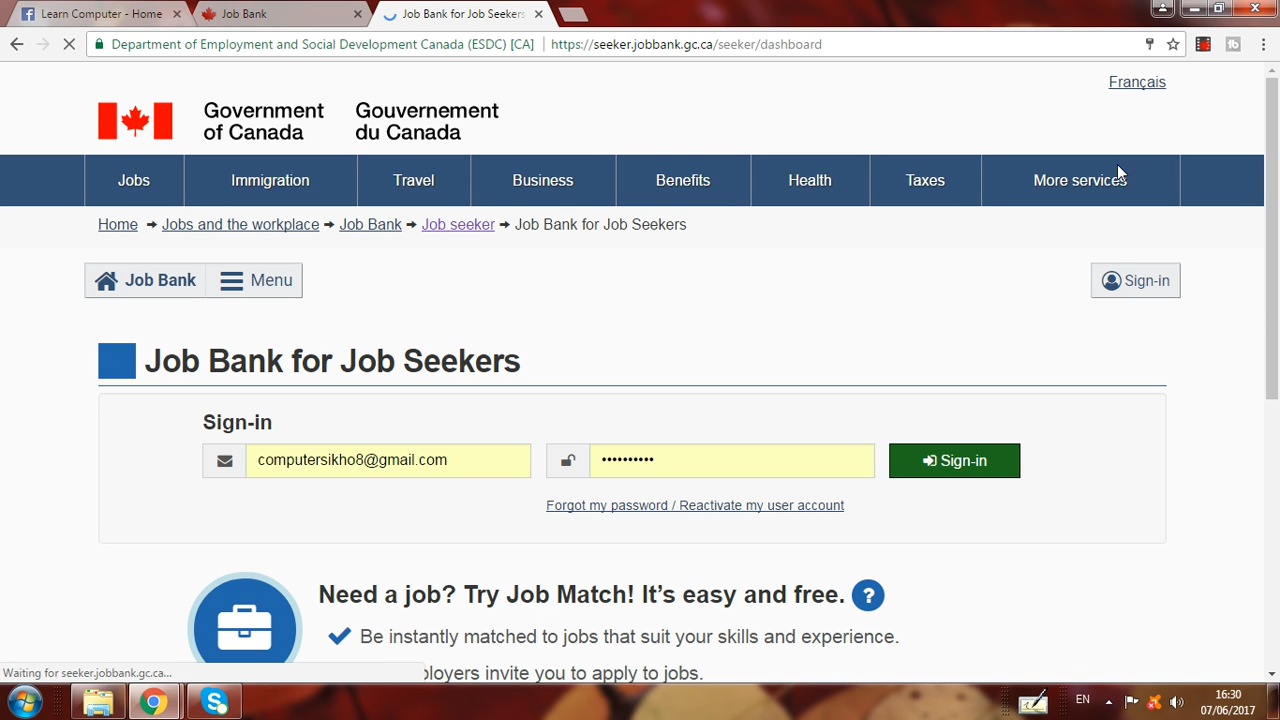 Learn Computer - Home
Job Bank
Job Bank for Job Seekers
Department of Employment and Social Development Canada (ESDC) [CA]
https://seeker.jobbank.gc.ca/seeker/dashboard
Français
Government of Canada
Gouvernement du Canada
Jobs
Immigration
Travel
Business
Benefits
Health
Taxes
More services
Home
Jobs and the workplace
Job Bank
Job seeker
Job Bank for Job Seekers
Job Bank
Menu
Sign-in
Job Bank for Job Seekers
Sign-in
computersikho8@gmail.com
••••••••••
Sign-in
Forgot my password / Reactivate my user account
Need a job? Try Job Match! It’s easy and free. ?
Be instantly matched to jobs that suit your skills and experience.
ployers invite you to apply to jobs.
Waiting for seeker.jobbank.gc.ca...
EN
16:30
07/06/2017